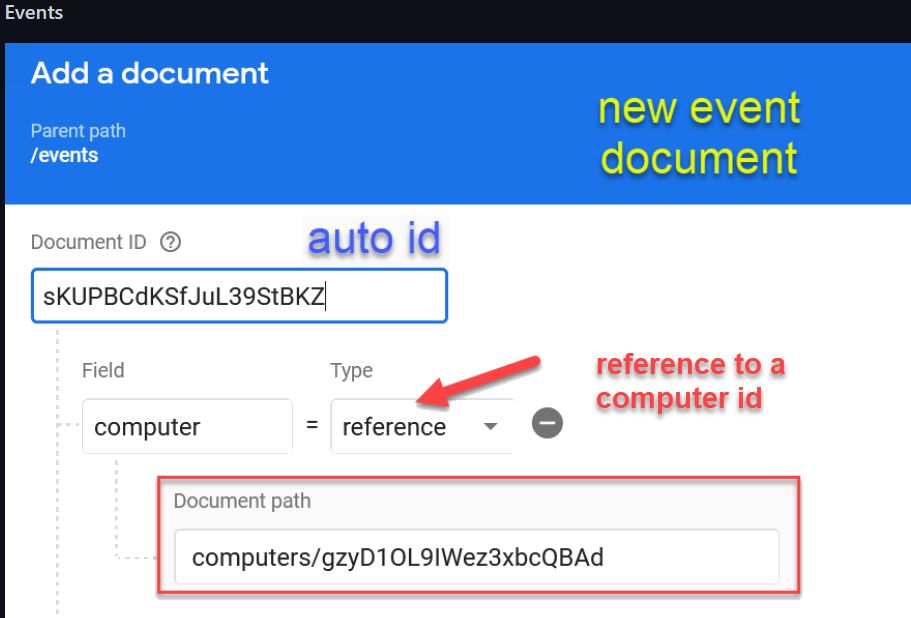 Events
Add a document
Parent path
/events
new event
document
Document ID
auto id
sKUPBCdKSfJuL39StBKZ
Field
Type
computer
=
reference
reference to a
computer id
Document path
computers/gzyD1OL9IWez3xbcQBAd